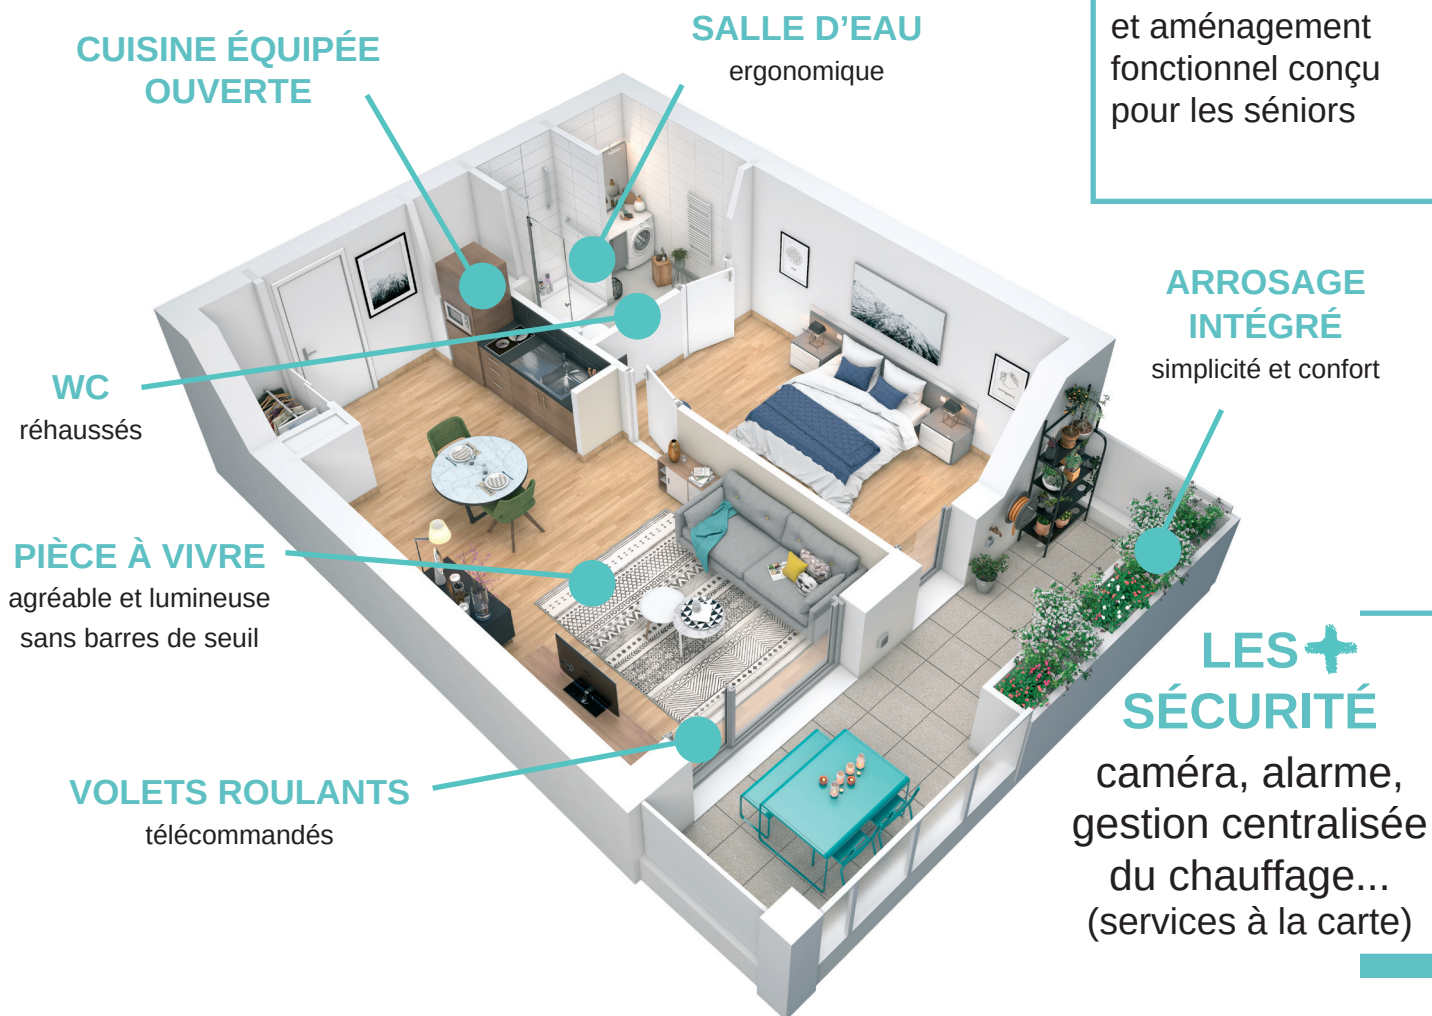 CUISINE ÉQUIPÉE
OUVERTE
SALLE D'EAU
ergonomique
et aménagement
fonctionnel conçu
pour les séniors
ARROSAGE
INTÉGRÉ
simplicité et confort
WC
réhaussés
PIÈCE À VIVRE
agréable et lumineuse
sans barres de seuil
VOLETS ROULANTS
télécommandés
LES +
SÉCURITÉ
caméra, alarme,
gestion centralisée
du chauffage...
(services à la carte)